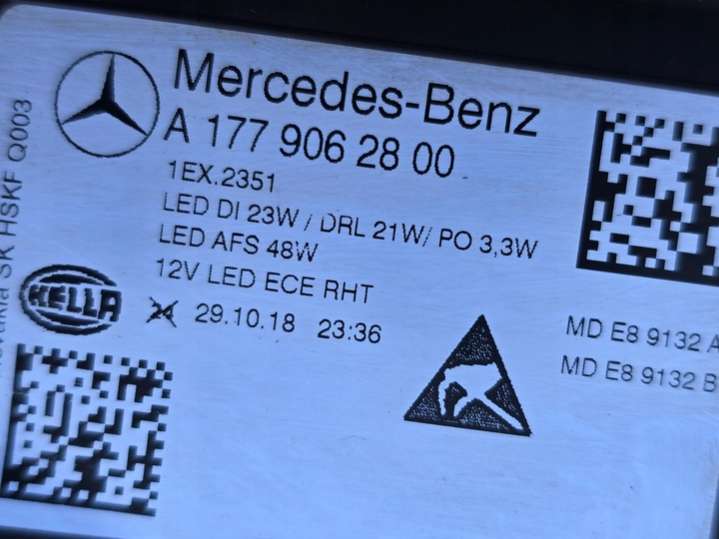 Mercedes-Benz
A 177 906 28 00
1EX.2351
LED DI 23W / DRL 21W/ PO 3,3W
LED AFS 48W
12V LED ECE RHT
24 29.10.18 23:36
HELLA
MD E8 9132 A
MD E8 9132 B
SK HSKF Q003